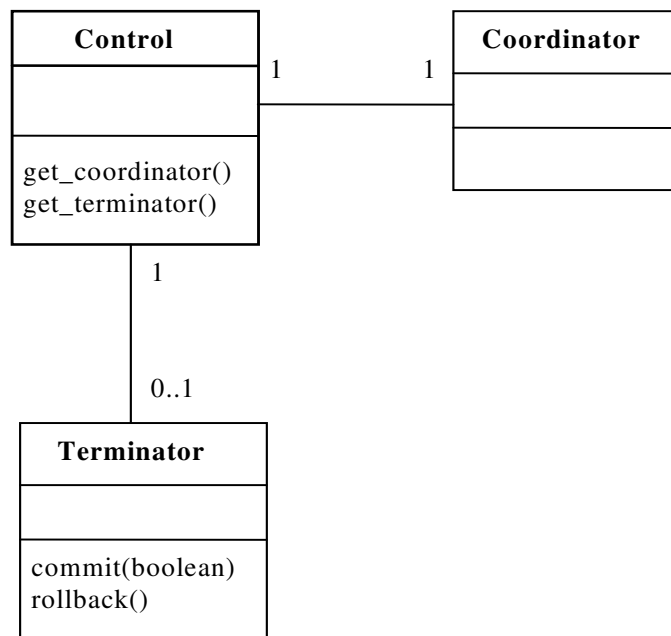 Control
Coordinator
1
1
get_coordinator()
get_terminator()
1
0..1
Terminator
commit(boolean)
rollback()